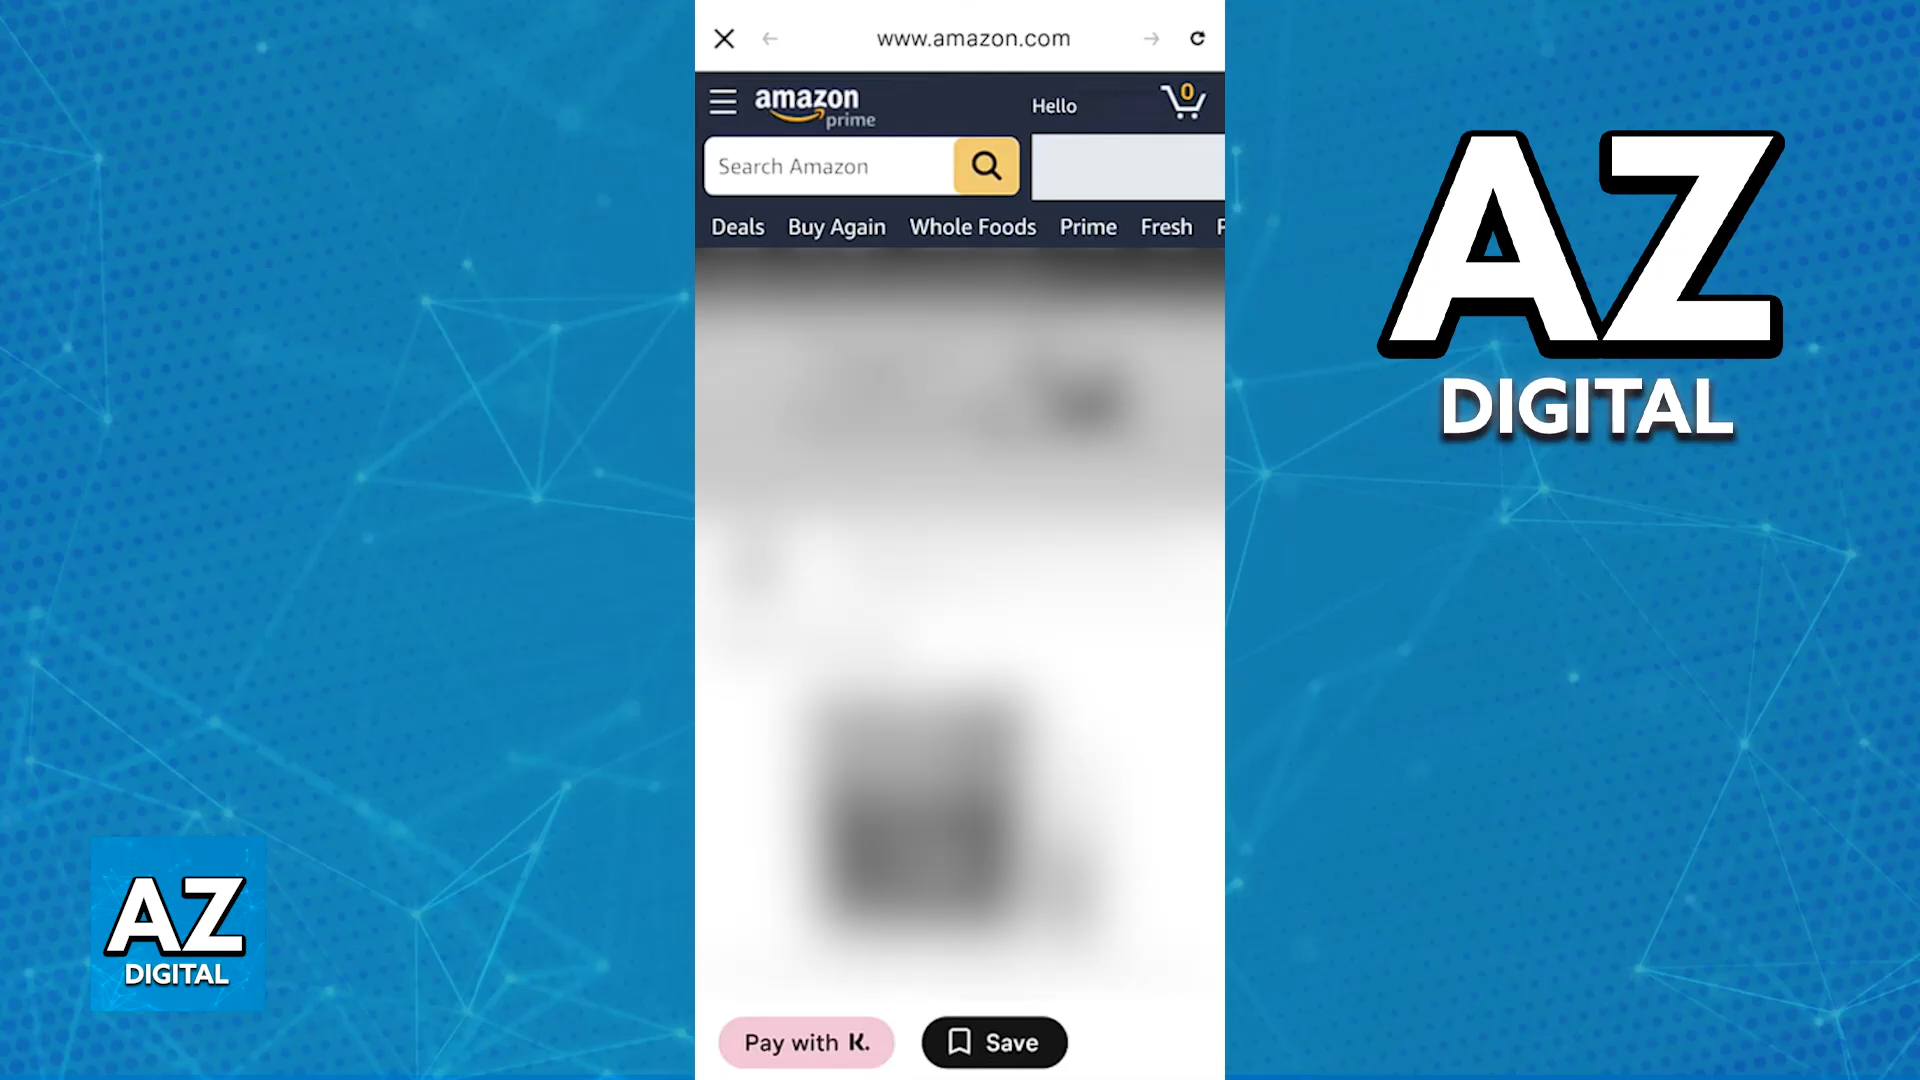 www.amazon.com
amazon
prime
Hello
0
Search Amazon
Deals Buy Again Whole Foods Prime Fresh
AZ
DIGITAL
AZ
DIGITAL
Pay with K.
Save